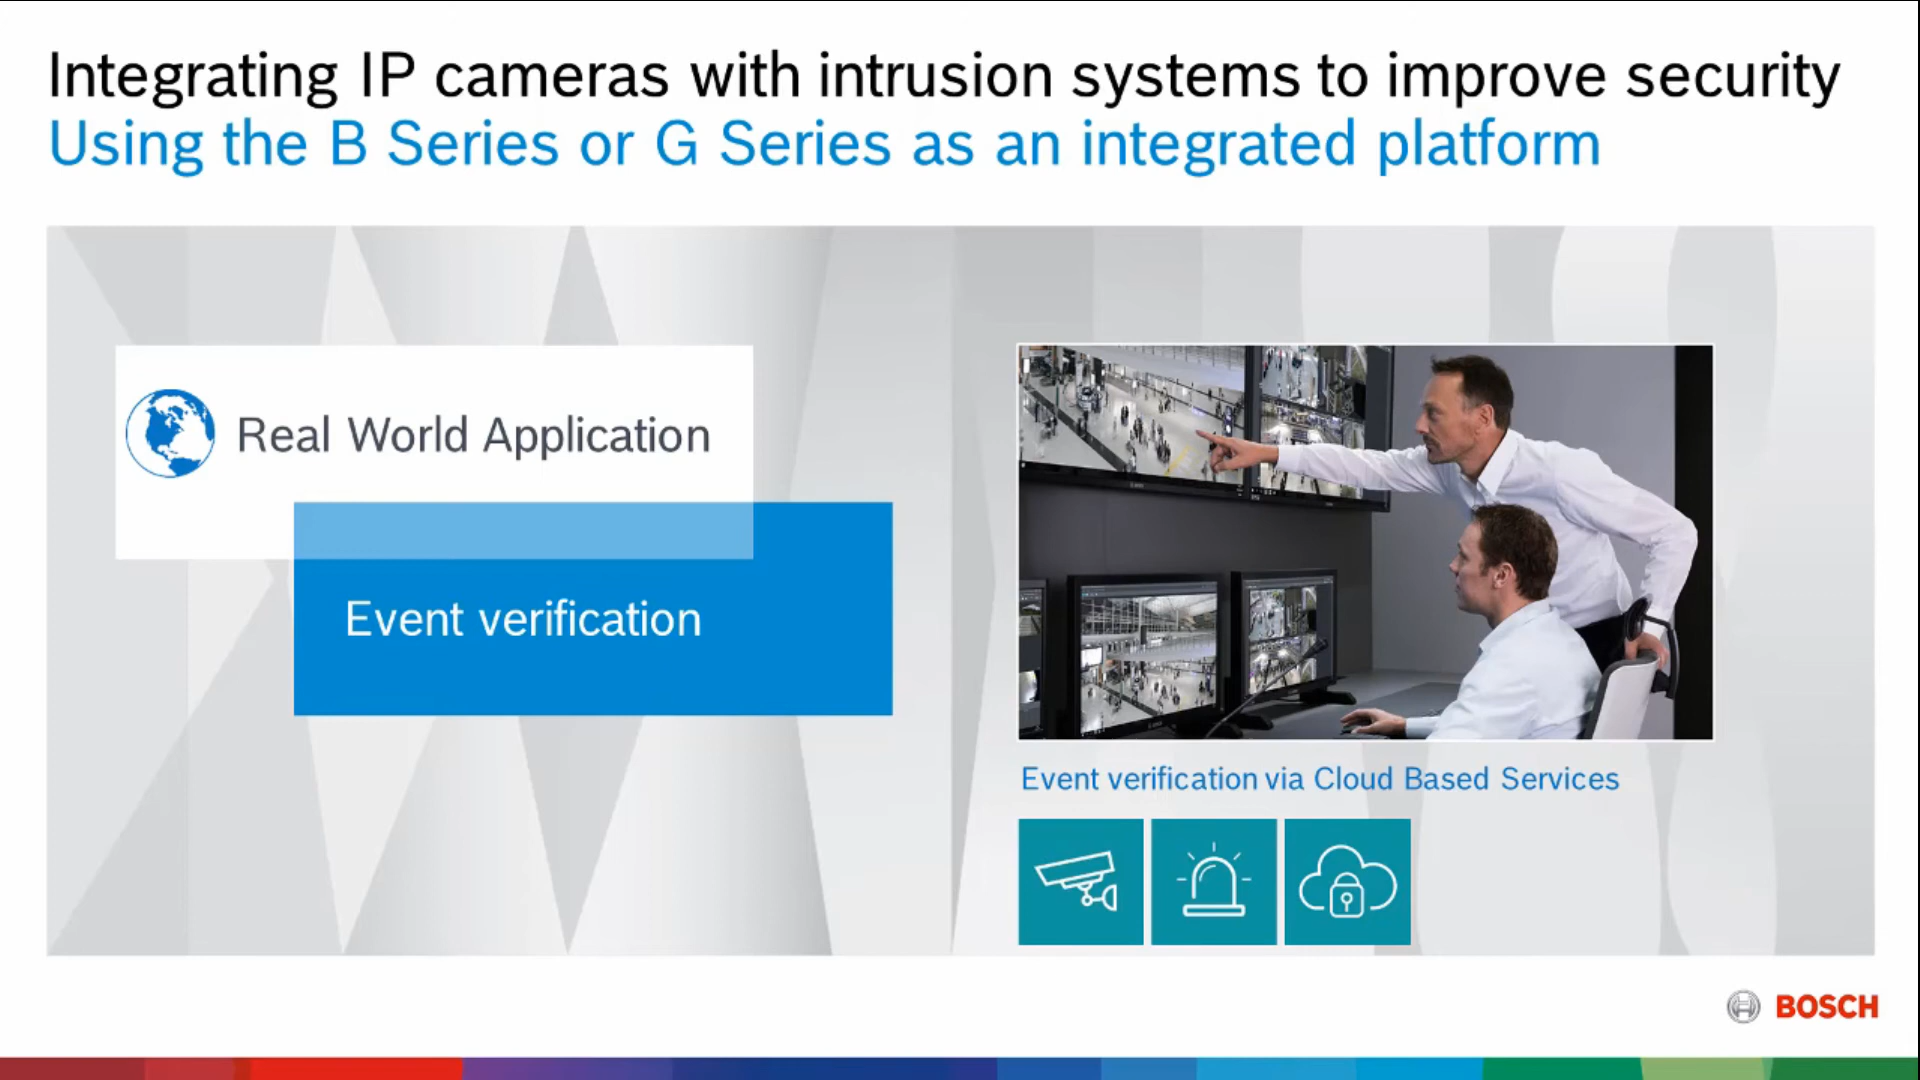 Integrating IP cameras with intrusion systems to improve security
Using the B Series or G Series as an integrated platform
Real World Application
Event verification
Event verification via Cloud Based Services
BOSCH